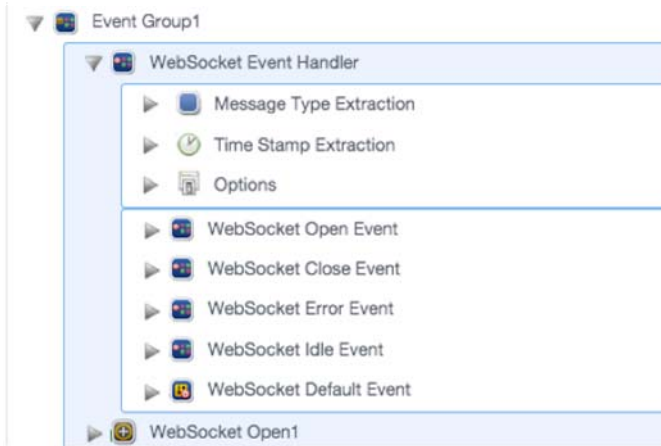 Event Group1
WebSocket Event Handler
Message Type Extraction
Time Stamp Extraction
Options
WebSocket Open Event
WebSocket Close Event
WebSocket Error Event
WebSocket Idle Event
WebSocket Default Event
WebSocket Open1